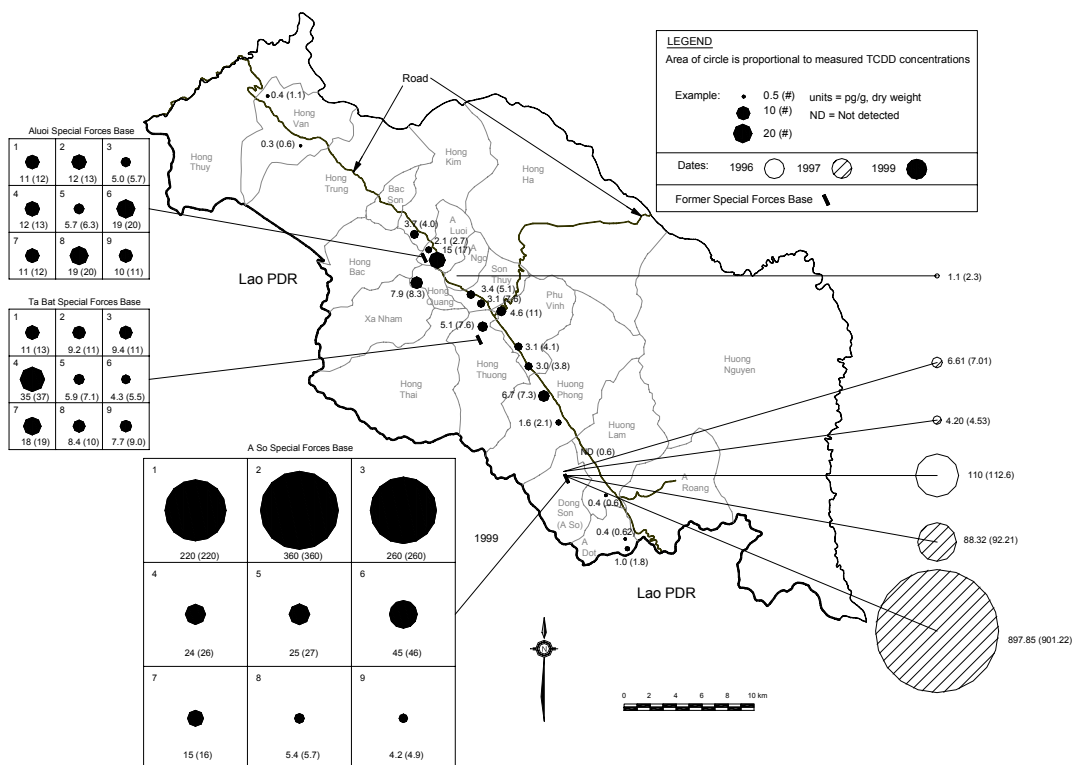 LEGEND
Area of circle is proportional to measured TCDD concentrations
Example:
0.5 (#)
10 (#)
20 (#)
units = pg/g, dry weight
ND = Not detected
Dates:
1996
1997
1999
Former Special Forces Base
Road
Aluoi Special Forces Base
1
2
3
11 (12)
12 (13)
5.0 (5.7)
4
5
6
12 (13)
5.7 (6.3)
19 (20)
7
8
9
11 (12)
19 (20)
10 (11)
Ta Bat Special Forces Base
1
2
3
11 (13)
9.2 (11)
9.4 (11)
4
5
6
35 (37)
5.9 (7.1)
4.3 (5.5)
7
8
9
18 (19)
8.4 (10)
7.7 (9.0)
A So Special Forces Base
1
2
3
220 (220)
360 (360)
260 (260)
4
5
6
24 (26)
25 (27)
45 (46)
7
8
9
15 (16)
5.4 (5.7)
4.2 (4.9)
1999
0.4 (1.1)
Hong
Van
0.3 (0.6)
Hong
Thuy
Hong
Trung
Hong
Kim
Hong
Ha
Bac
Son
3.7 (4.0)
A
Luoi
2.1 (2.7)
15 (17)
A
Ngo
Hong
Bac
Lao PDR
Son
Thuy
7.9 (8.3)
Hong
Quang
3.4 (5.1)
3.1 (7.6)
4.6 (11)
Phu
Vinh
Xa Nham
5.1 (7.6)
3.1 (4.1)
3.0 (3.8)
Hong
Thuong
Hong
Thai
Huong
Nguyen
Huong
Phong
6.7 (7.3)
1.6 (2.1)
Huong
Lam
ND (0.6)
A
Roang
0.4 (0.6)
Dong
Son
(A So)
0.4 (0.62)
A
Dot
1.0 (1.8)
Lao PDR
1.1 (2.3)
6.61 (7.01)
4.20 (4.53)
110 (112.6)
88.32 (92.21)
897.85 (901.22)
N
0 2 4 6 8 10 km